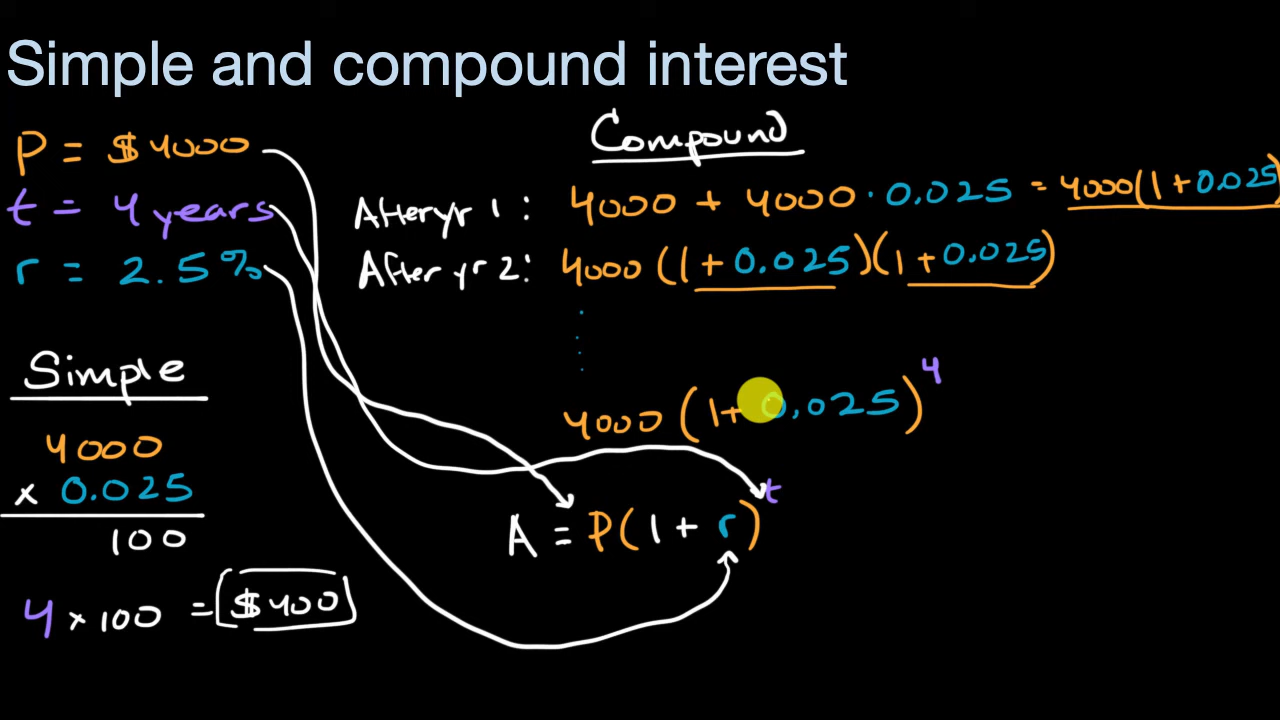 Simple and compound interest
P = $4000
t = 4 years
r = 2.5%
Simple
4000
x 0.025
100
4 x 100 = $400
Compound
After yr 1: 4000 + 4000 · 0.025 = 4000(1+0.025)
After yr 2: 4000 (1+0.025)(1+0.025)
4000 (1+0.025)^4
A = P(1+r)^t